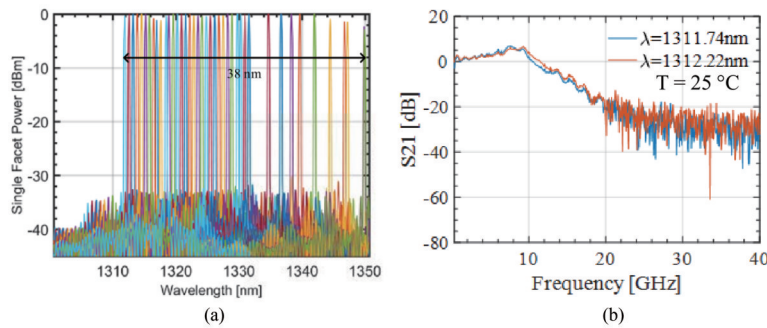 0
-10
-20
-30
-40
Single Facet Power [dBm]
38 nm
1310
1320
1330
1340
1350
Wavelength [nm]
(a)
20
0
-20
-40
-60
-80
S21 [dB]
λ=1311.74nm
λ=1312.22nm
T = 25 °C
0
10
20
30
40
Frequency [GHz]
(b)